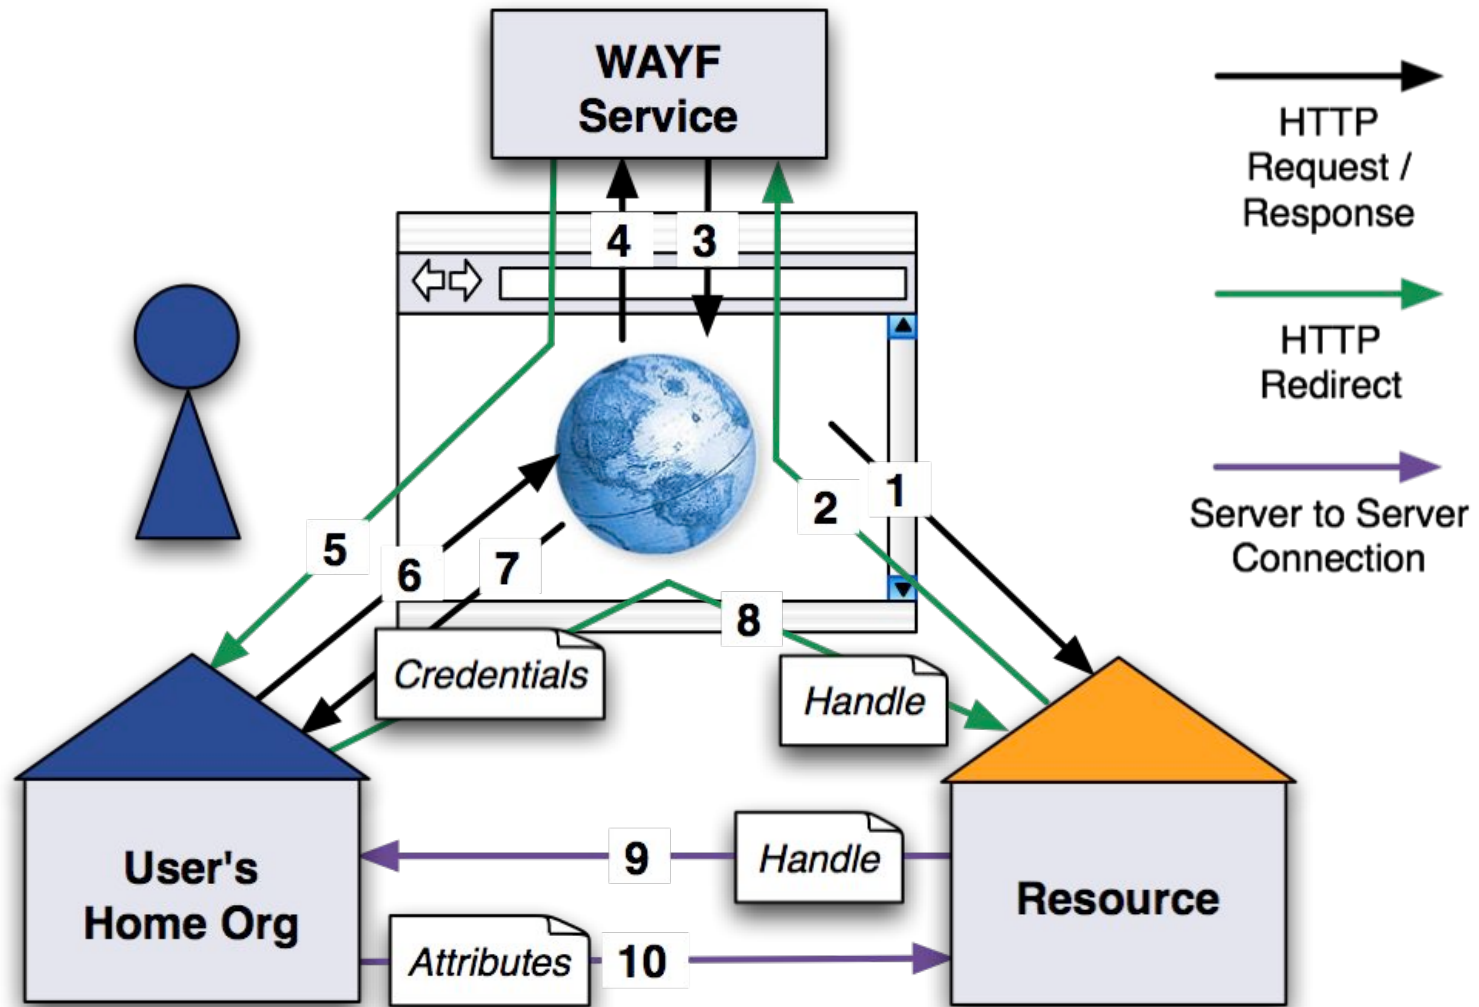 WAYF
Service
HTTP
Request /
Response
4
3
HTTP
Redirect
1
2
Server to Server
Connection
5
6
7
8
Credentials
Handle
User's
Home Org
9
Handle
Resource
Attributes
10